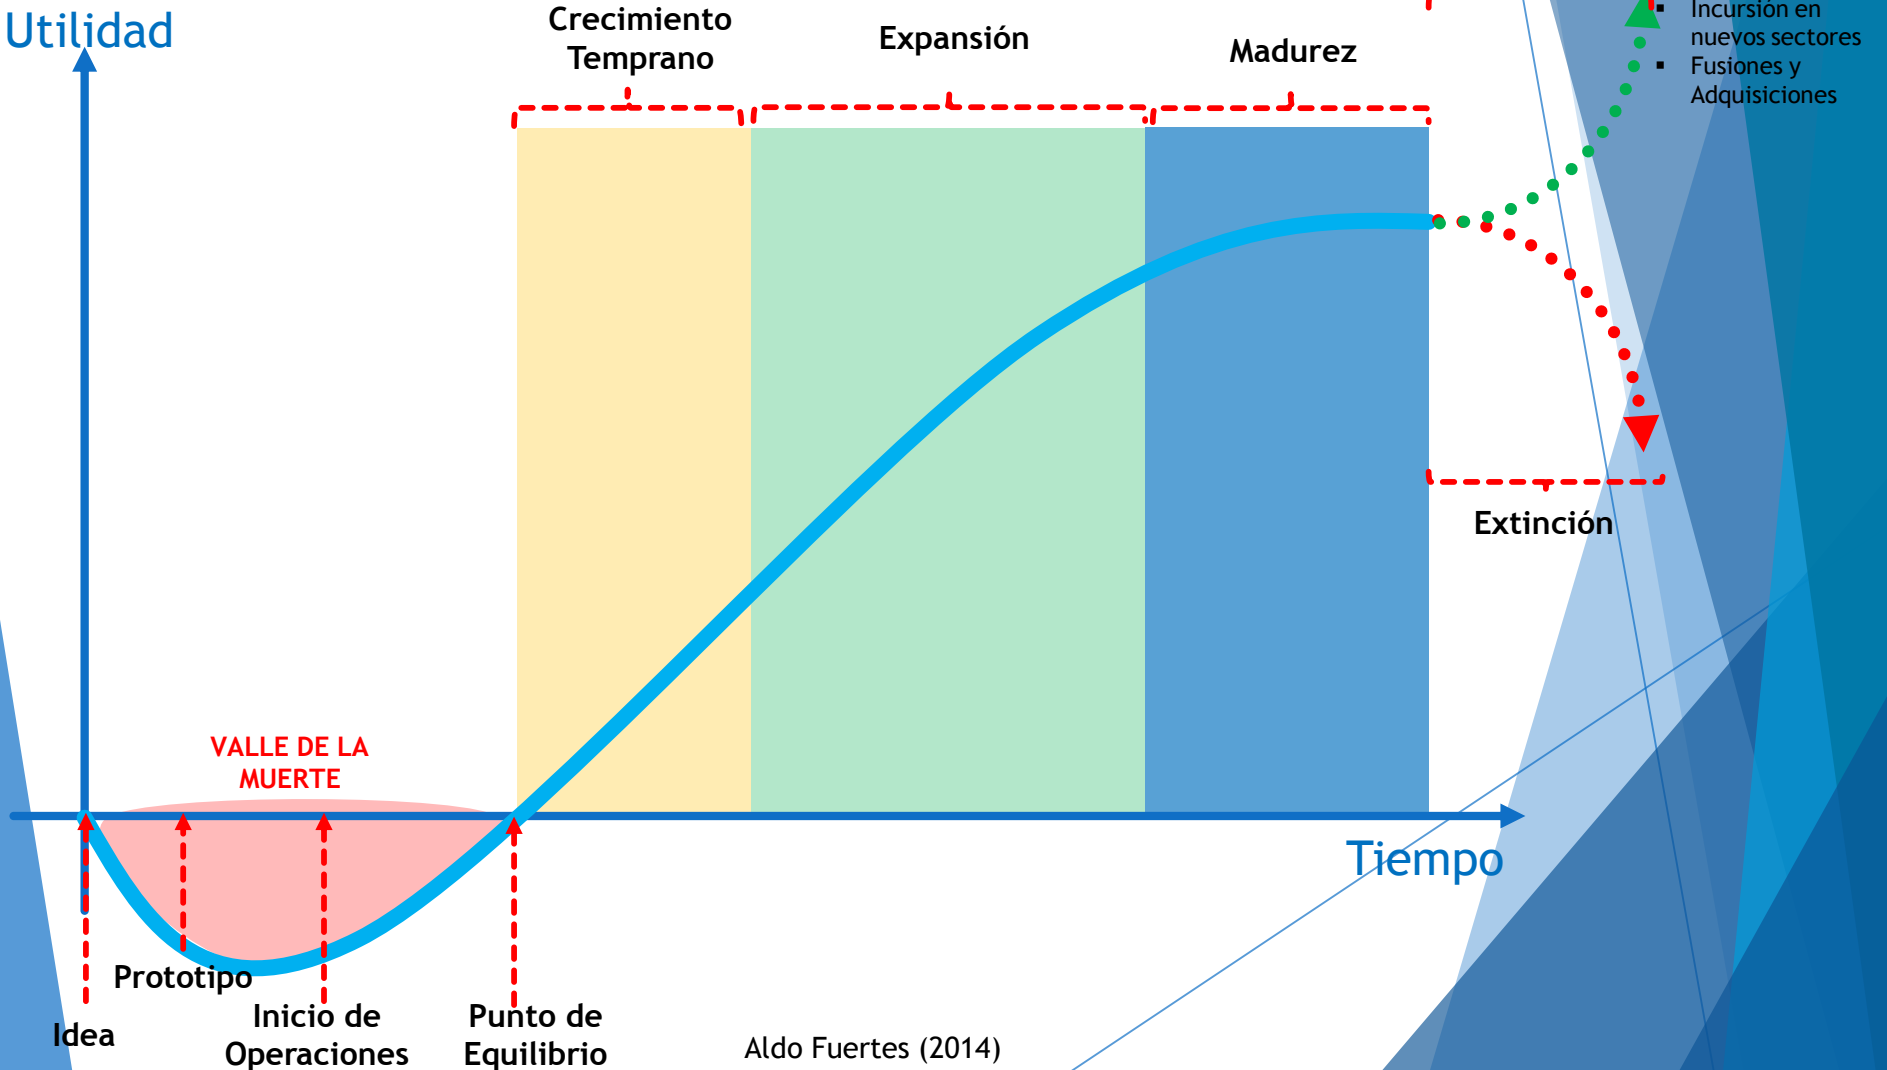 Utilidad
Crecimiento
Temprano
Expansión
Madurez
▪ Incursión en
nuevos sectores
▪ Fusiones y
Adquisiciones
Extinción
VALLE DE LA
MUERTE
Tiempo
Prototipo
Idea
Inicio de
Operaciones
Punto de
Equilibrio
Aldo Fuertes (2014)